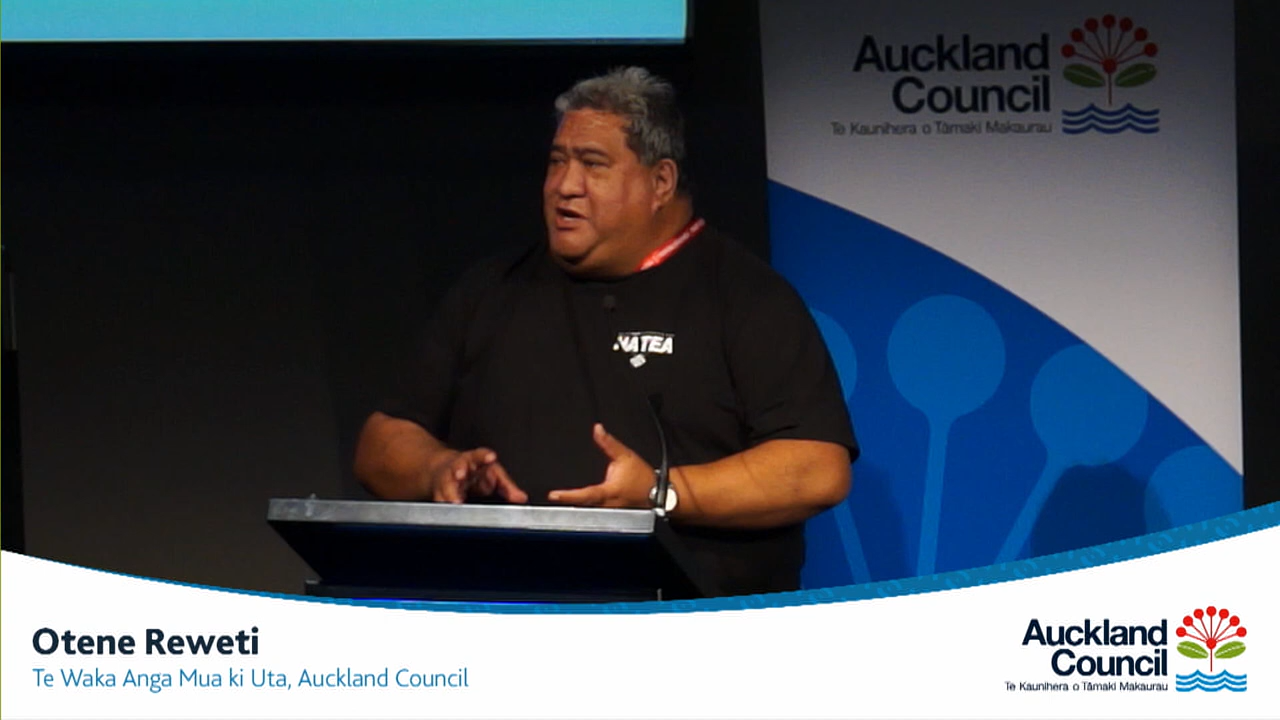 Auckland
Council
Te Kaunihera o Tāmaki Makaurau
NATEA
Otene Reweti
Te Waka Anga Mua ki Uta, Auckland Council
Auckland
Council
Te Kaunihera o Tāmaki Makaurau